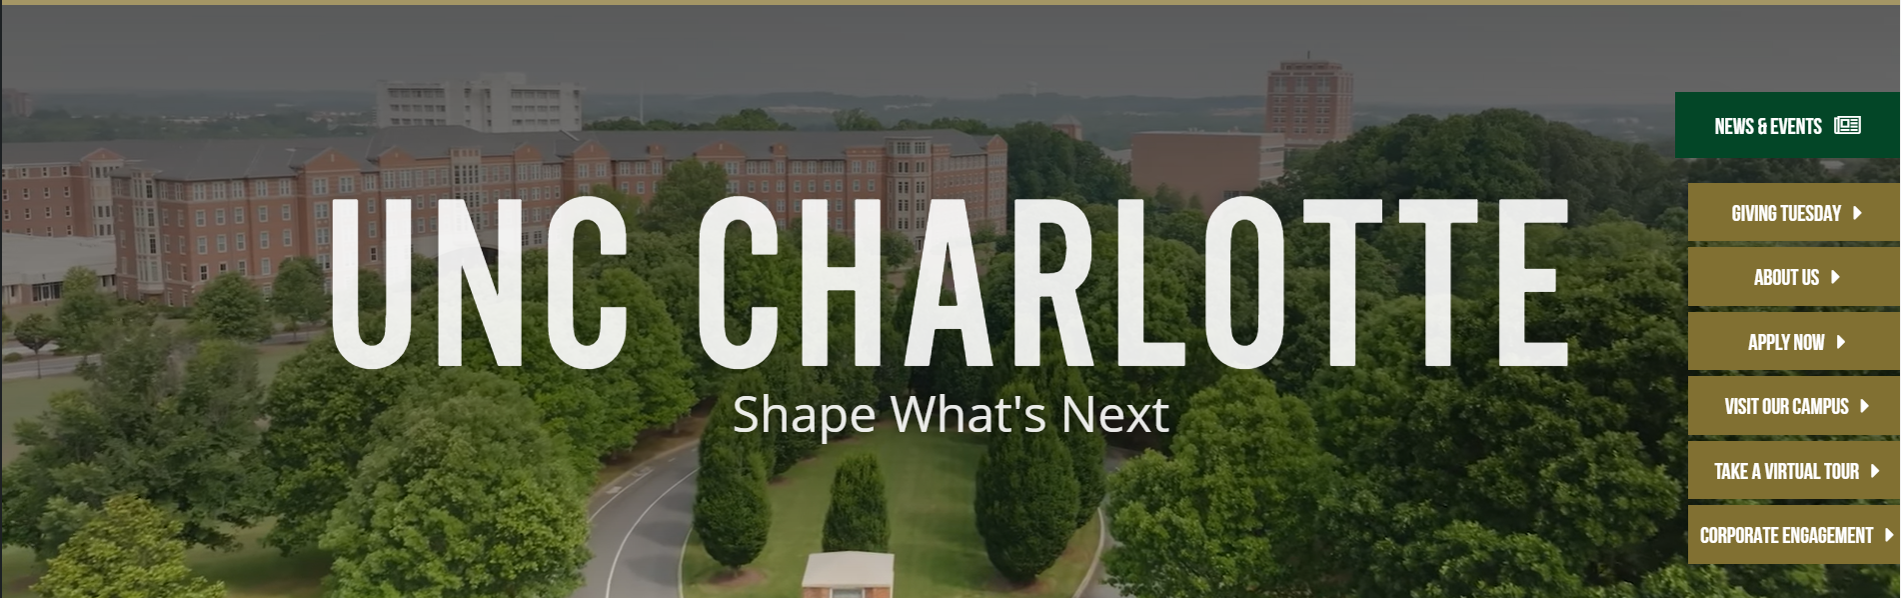 UNC CHARLOTTE
Shape What's Next
NEWS & EVENTS
GIVING TUESDAY
ABOUT US
APPLY NOW
VISIT OUR CAMPUS
TAKE A VIRTUAL TOUR
CORPORATE ENGAGEMENT